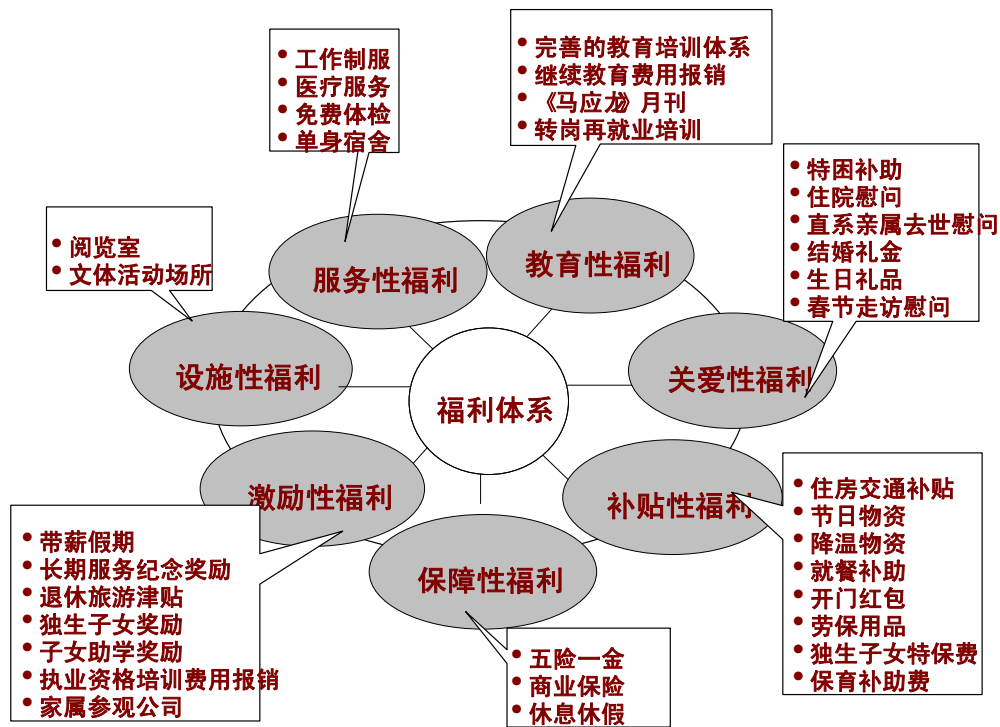 • 工作制服
• 医疗服务
• 免费体检
• 单身宿舍
• 完善的教育培训体系
• 继续教育费用报销
• 《马应龙》月刊
• 转岗再就业培训
• 特困补助
• 住院慰问
• 直系亲属去世慰问
• 结婚礼金
• 生日礼品
• 春节走访慰问
• 阅览室
• 文体活动场所
服务性福利
教育性福利
设施性福利
关爱性福利
福利体系
激励性福利
补贴性福利
保障性福利
• 带薪假期
• 长期服务纪念奖励
• 退休旅游津贴
• 独生子女奖励
• 子女助学奖励
• 执业资格培训费用报销
• 家属参观公司
• 五险一金
• 商业保险
• 休息休假
• 住房交通补贴
• 节日物资
• 降温物资
• 就餐补助
• 开门红包
• 劳保用品
• 独生子女特保费
• 保育补助费